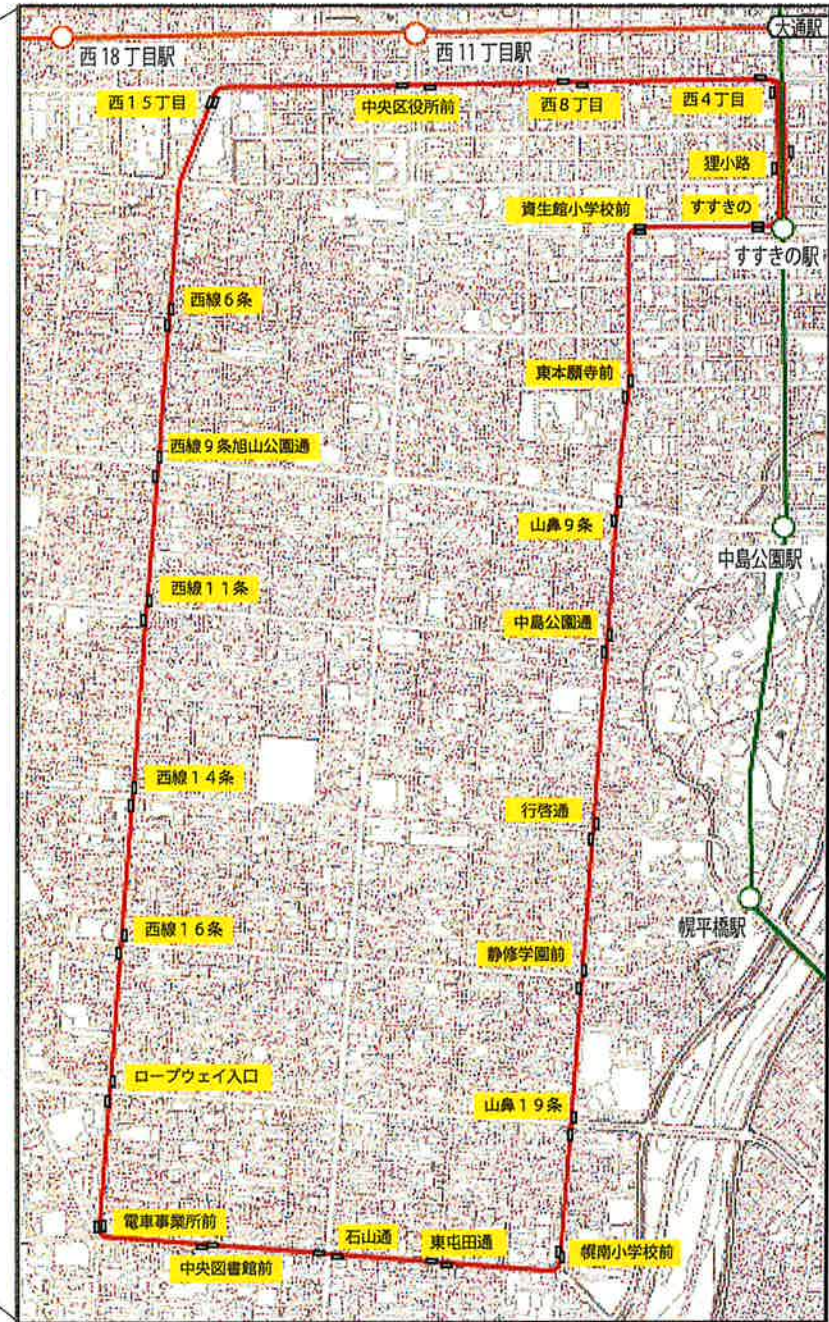 大通駅
西18丁目駅
西11丁目駅
西15丁目
中央区役所前
西8丁目
西4丁目
狸小路
資生館小学校前
すすきの
すすきの駅
西線6条
東本願寺前
西線9条旭山公園通
山鼻9条
中島公園駅
西線11条
中島公園通
西線14条
行啓通
幌平橋駅
西線16条
静修学園前
ロープウェイ入口
山鼻19条
電車事業所前
石山通
東屯田通
幌南小学校前
中央図書館前